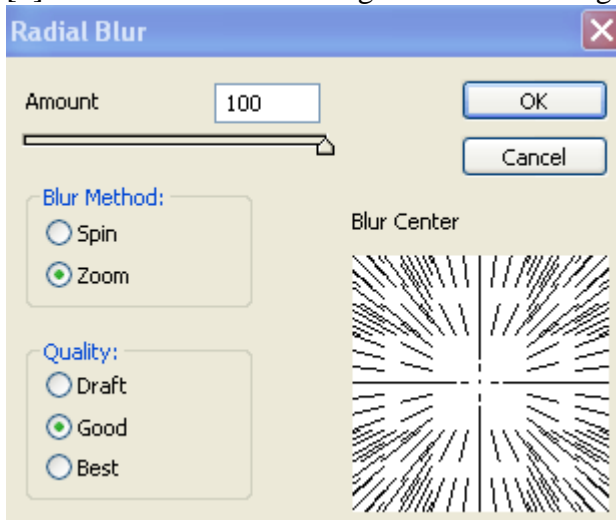 Radial Blur
Amount 100
OK
Cancel
Blur Method:
Spin
Zoom
Blur Center
Quality:
Draft
Good
Best